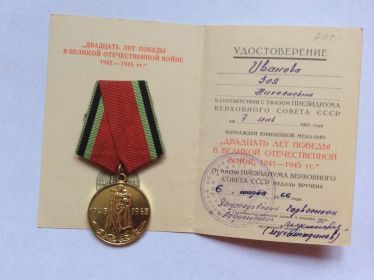 „ДВАДЦАТЬ ЛЕТ ПОБЕДЫ
В ВЕЛИКОЙ ОТЕЧЕСТВЕННОЙ ВОЙНЕ
1941—1945 гг."
1945 1965
УДОСТОВЕРЕНИЕ
Иванова
Зоя
Николаевна
В СООТВЕТСТВИИ С УКАЗОМ ПРЕЗИДИУМА
ВЕРХОВНОГО СОВЕТА СССР
от 7 мая 1965 года
НАГРАЖДЕН ЮБИЛЕЙНОЙ МЕДАЛЬЮ
„ДВАДЦАТЬ ЛЕТ ПОБЕДЫ
В ВЕЛИКОЙ ОТЕЧЕСТВЕННОЙ
ВОЙНЕ 1941—1945 гг."
От имени ПРЕЗИДИУМА ВЕРХОВНОГО
СОВЕТА СССР МЕДАЛЬ ВРУЧЕНА
6 марта 1966 г.